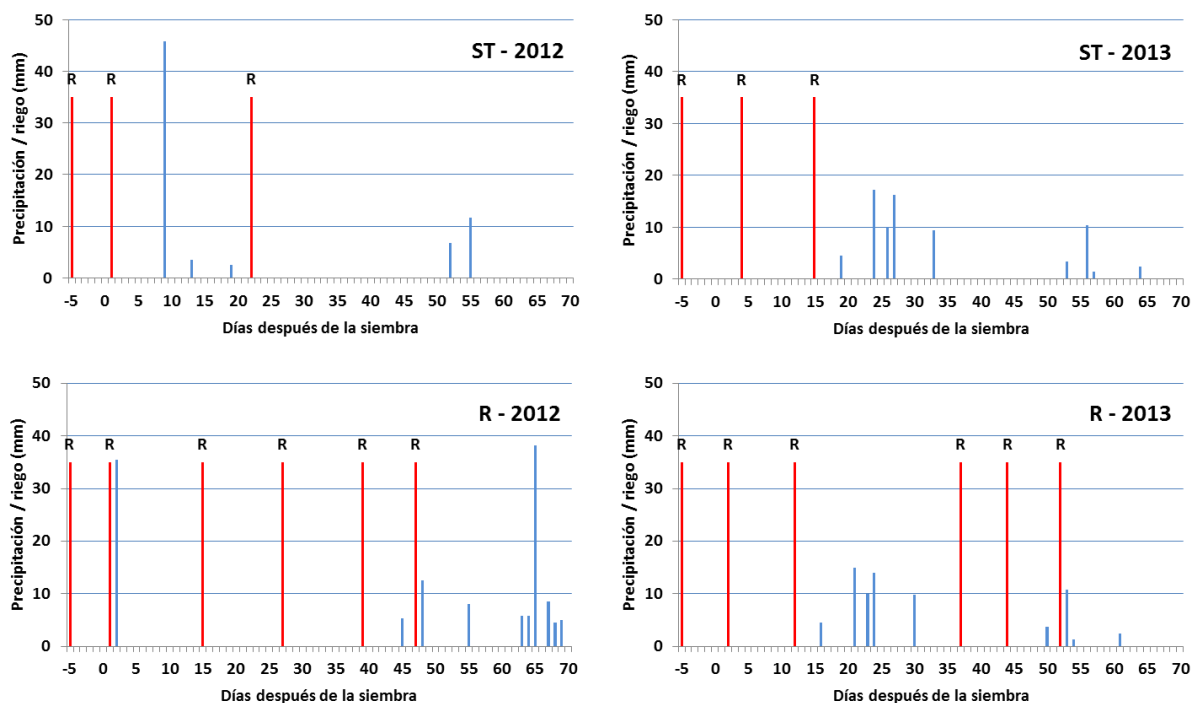 ST - 2012
Precipitación / riego (mm)
50
40
30
20
10
0
R R R
-5 0 5 10 15 20 25 30 35 40 45 50 55 60 65 70
Días después de la siembra
ST - 2013
Precipitación / riego (mm)
50
40
30
20
10
0
R R R
-5 0 5 10 15 20 25 30 35 40 45 50 55 60 65 70
Días después de la siembra
R - 2012
Precipitación / riego (mm)
50
40
30
20
10
0
R R R R R R
-5 0 5 10 15 20 25 30 35 40 45 50 55 60 65 70
Días después de la siembra
R - 2013
Precipitación / riego (mm)
50
40
30
20
10
0
R R R R R R
-5 0 5 10 15 20 25 30 35 40 45 50 55 60 65 70
Días después de la siembra